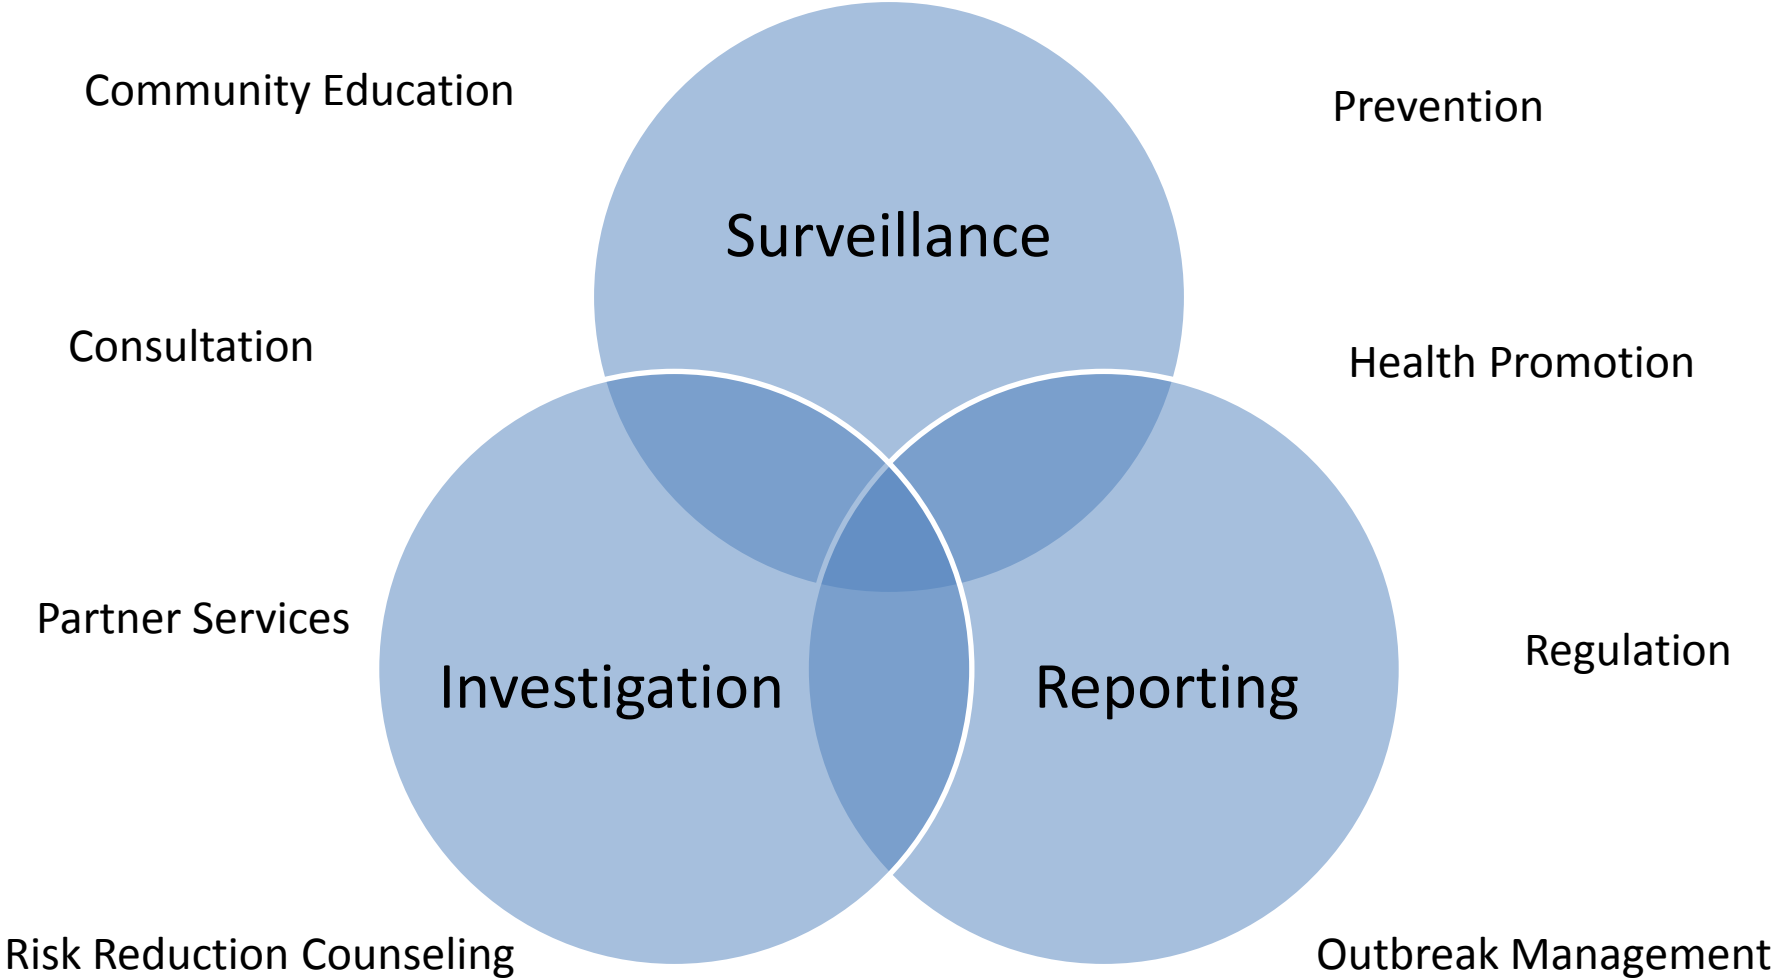 Community Education
Prevention
Surveillance
Consultation
Health Promotion
Partner Services
Regulation
Investigation
Reporting
Risk Reduction Counseling
Outbreak Management